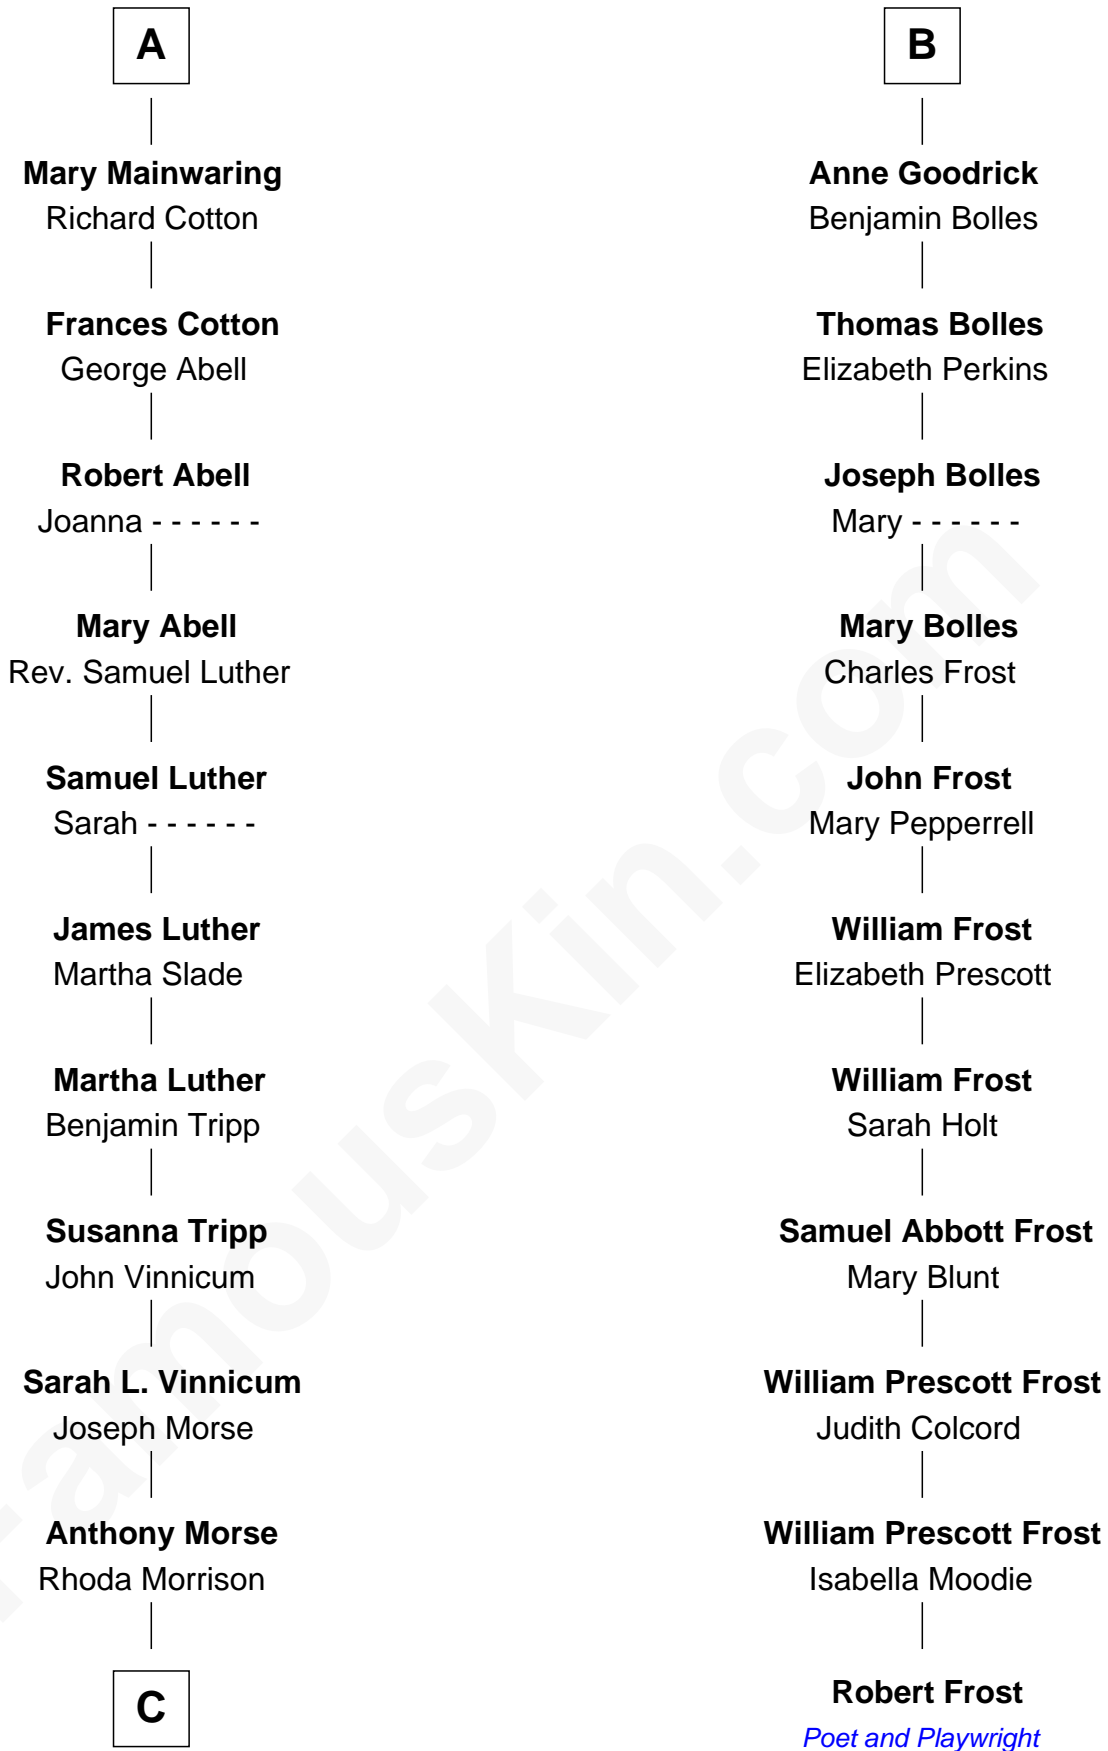 A
Mary Mainwaring
Richard Cotton
Frances Cotton
George Abell
Robert Abell
Joanna - - - - - -
Mary Abell
Rev. Samuel Luther
Samuel Luther
Sarah - - - - - -
James Luther
Martha Slade
Martha Luther
Benjamin Tripp
Susanna Tripp
John Vinnicum
Sarah L. Vinnicum
Joseph Morse
Anthony Morse
Rhoda Morrison
C
B
Anne Goodrick
Benjamin Bolles
Thomas Bolles
Elizabeth Perkins
Joseph Bolles
Mary - - - - - -
Mary Bolles
Charles Frost
John Frost
Mary Pepperrell
William Frost
Elizabeth Prescott
William Frost
Sarah Holt
Samuel Abbott Frost
Mary Blunt
William Prescott Frost
Judith Colcord
William Prescott Frost
Isabella Moodie
Robert Frost
Poet and Playwright
FamousKin.com